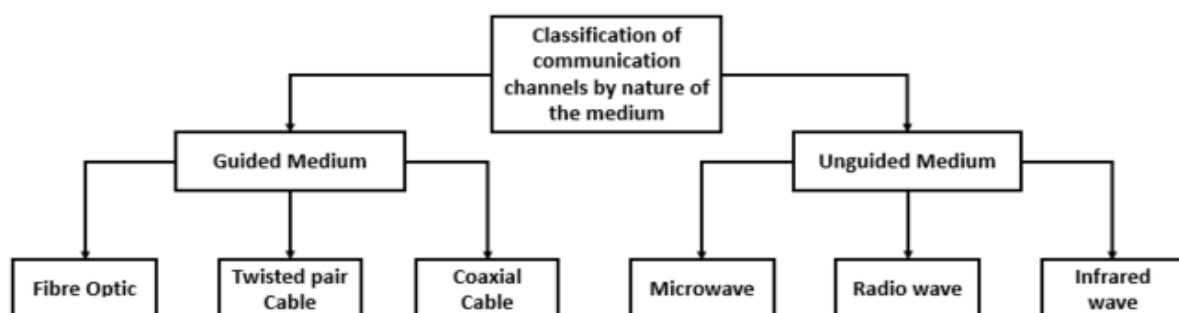 Classification of
communication
channels by nature of
the medium
Guided Medium
Unguided Medium
Fibre Optic
Twisted pair
Cable
Coaxial
Cable
Microwave
Radio wave
Infrared
wave